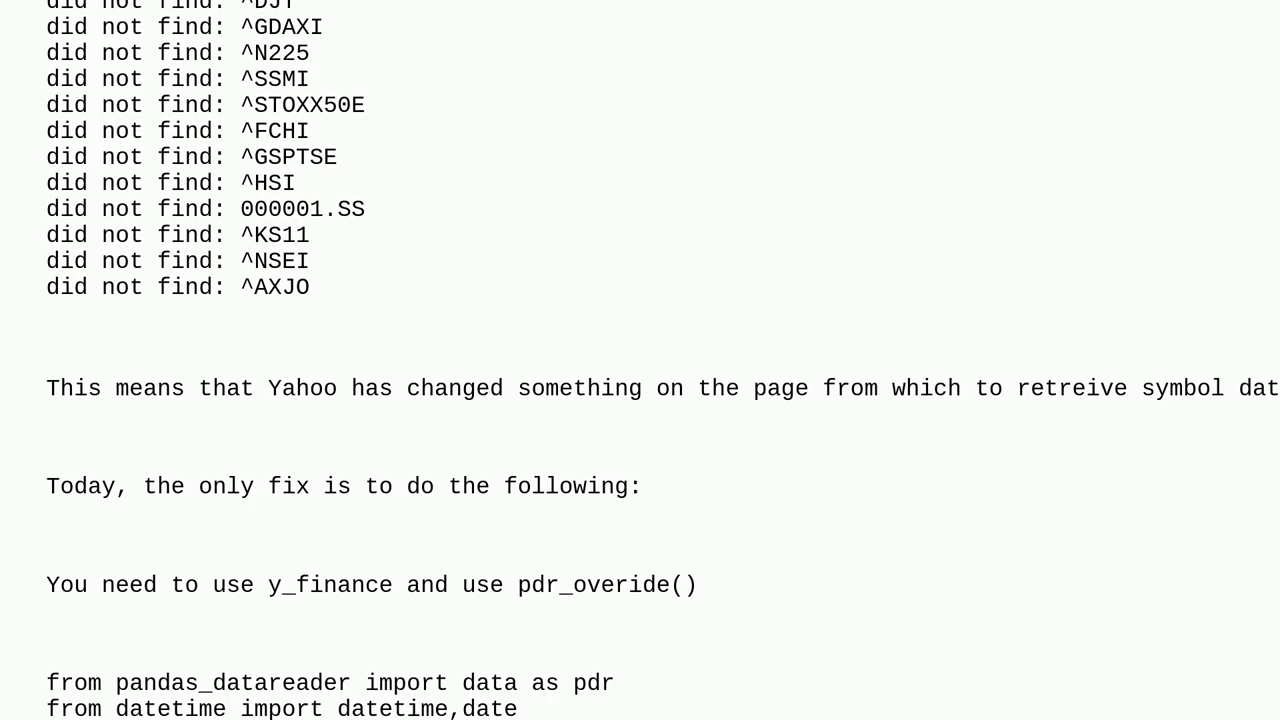 did not find: ^DJT
did not find: ^GDAXI
did not find: ^N225
did not find: ^SSMI
did not find: ^STOXX50E
did not find: ^FCHI
did not find: ^GSPTSE
did not find: ^HSI
did not find: 000001.SS
did not find: ^KS11
did not find: ^NSEI
did not find: ^AXJO
This means that Yahoo has changed something on the page from which to retreive symbol dat
Today, the only fix is to do the following:
You need to use y_finance and use pdr_overide()
from pandas_datareader import data as pdr
from datetime import datetime,date